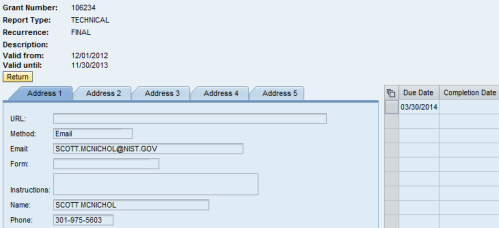 Grant Number: 106234
Report Type: TECHNICAL
Recurrence: FINAL
Description:
Valid from: 12/01/2012
Valid until: 11/30/2013
Return
Address 1 Address 2 Address 3 Address 4 Address 5
URL:
Method: Email
Email: SCOTT.MCNICHOL@NIST.GOV
Form:
Instructions:
Name: SCOTT MCNICHOL
Phone: 301-975-5603
Due Date Completion Date
03/30/2014